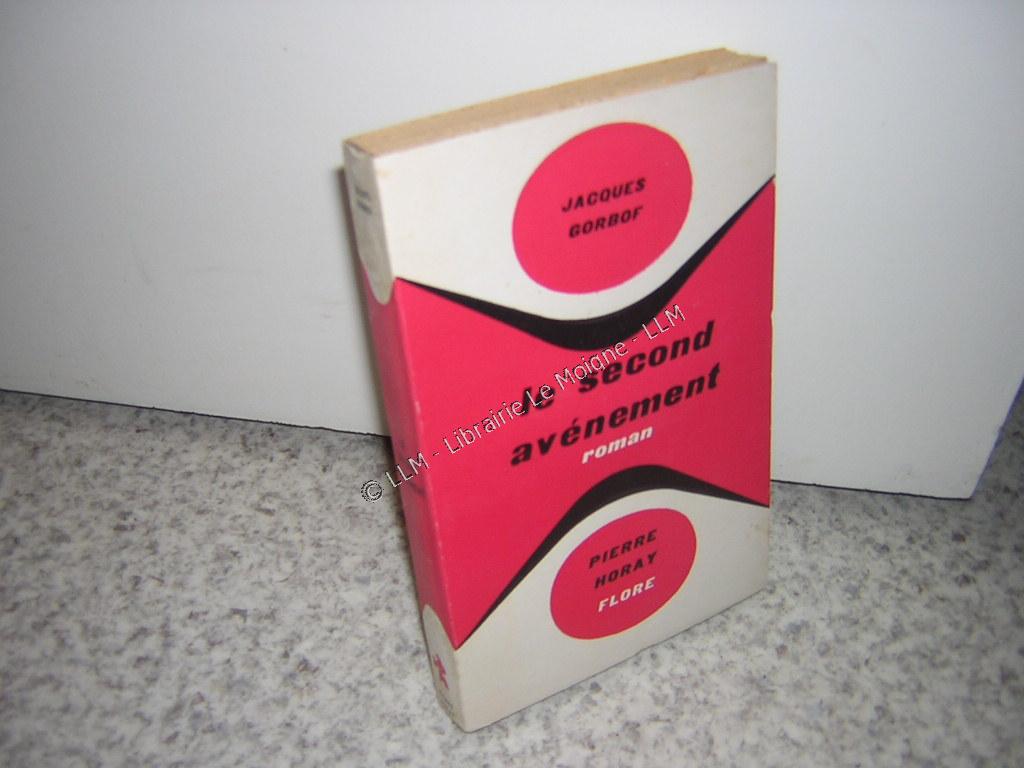 JACQUES
GORBOF
le second
avénement
roman
© LLM - Librairie Le Moigne - LLM
PIERRE
HORAY
FLORE